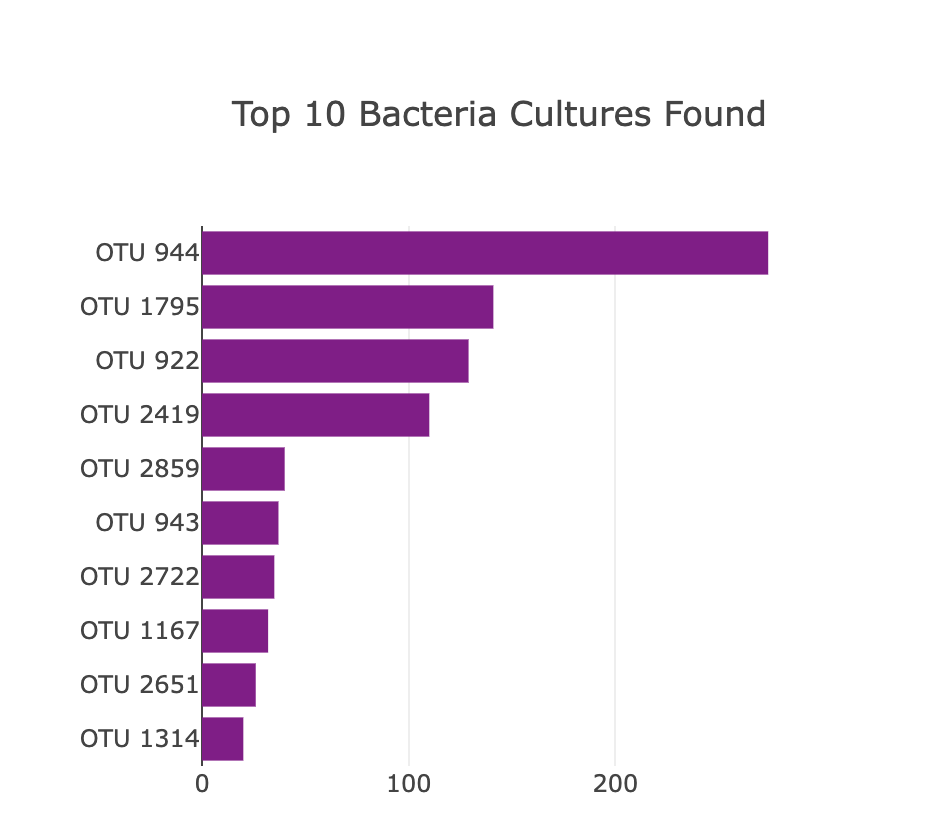 Top 10 Bacteria Cultures Found
OTU 944
OTU 1795
OTU 922
OTU 2419
OTU 2859
OTU 943
OTU 2722
OTU 1167
OTU 2651
OTU 1314
0 100 200